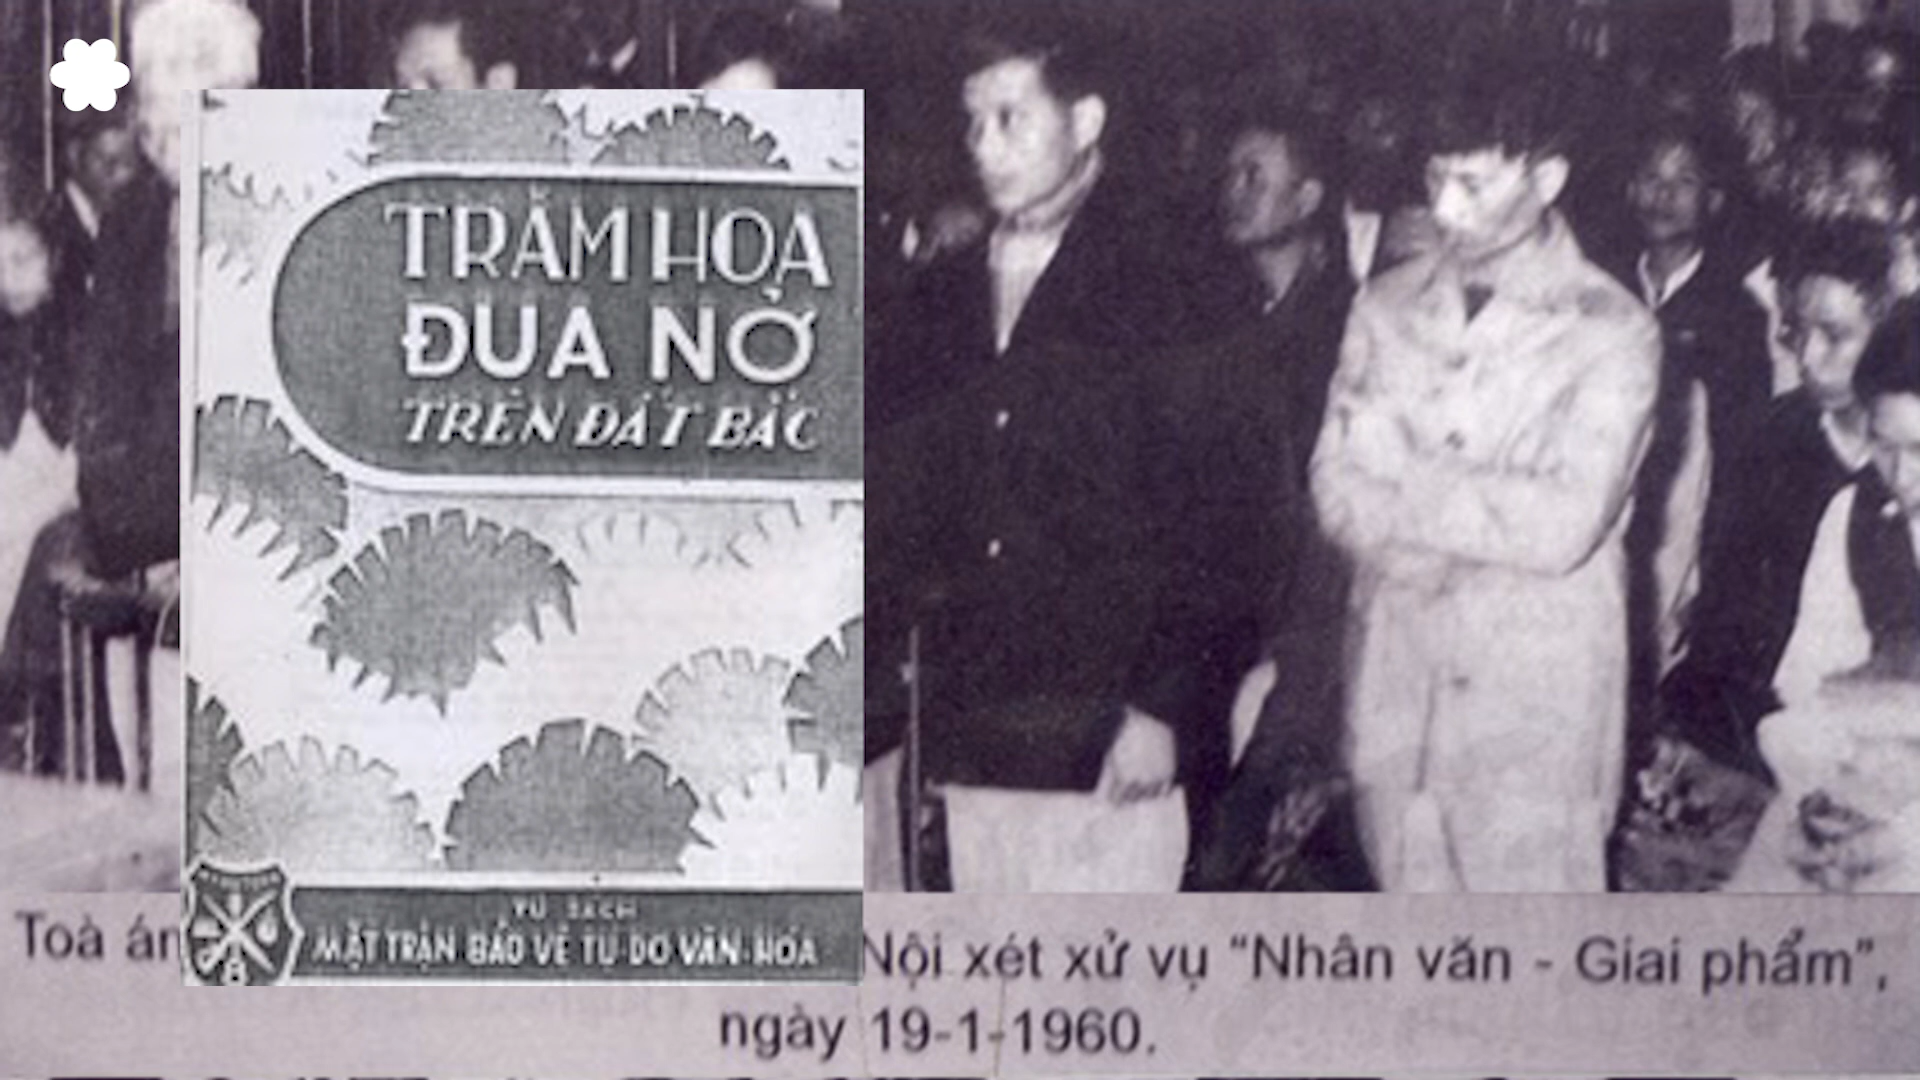 TRĂM HOA
ĐUA NỞ
TRÊN ĐẤT BẮC
TỦ SÁCH
MẶT TRẬN BẢO VỆ TỰ-DO VĂN-HÓA
Toà án
Nội xét xử vụ “Nhân văn - Giai phẩm”,
ngày 19-1-1960.